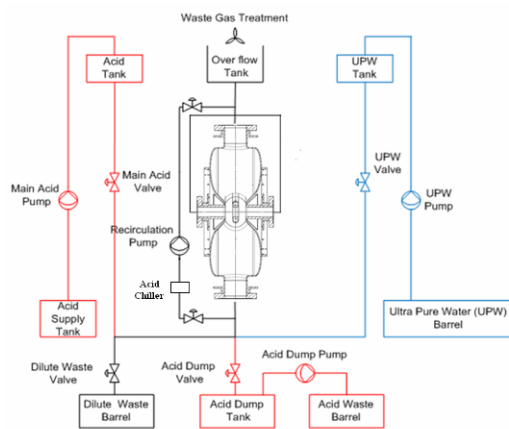 Waste Gas Treatment
Acid
Tank
Over flow
Tank
UPW
Tank
Main Acid
Valve
UPW
Valve
Main Acid
Pump
UPW
Pump
Recirculation
Pump
Acid
Chiller
Acid
Supply
Tank
Ultra Pure Water (UPW)
Barrel
Dilute Waste
Valve
Acid Dump
Valve
Acid Dump Pump
Dilute Waste
Barrel
Acid Dump
Tank
Acid Waste
Barrel